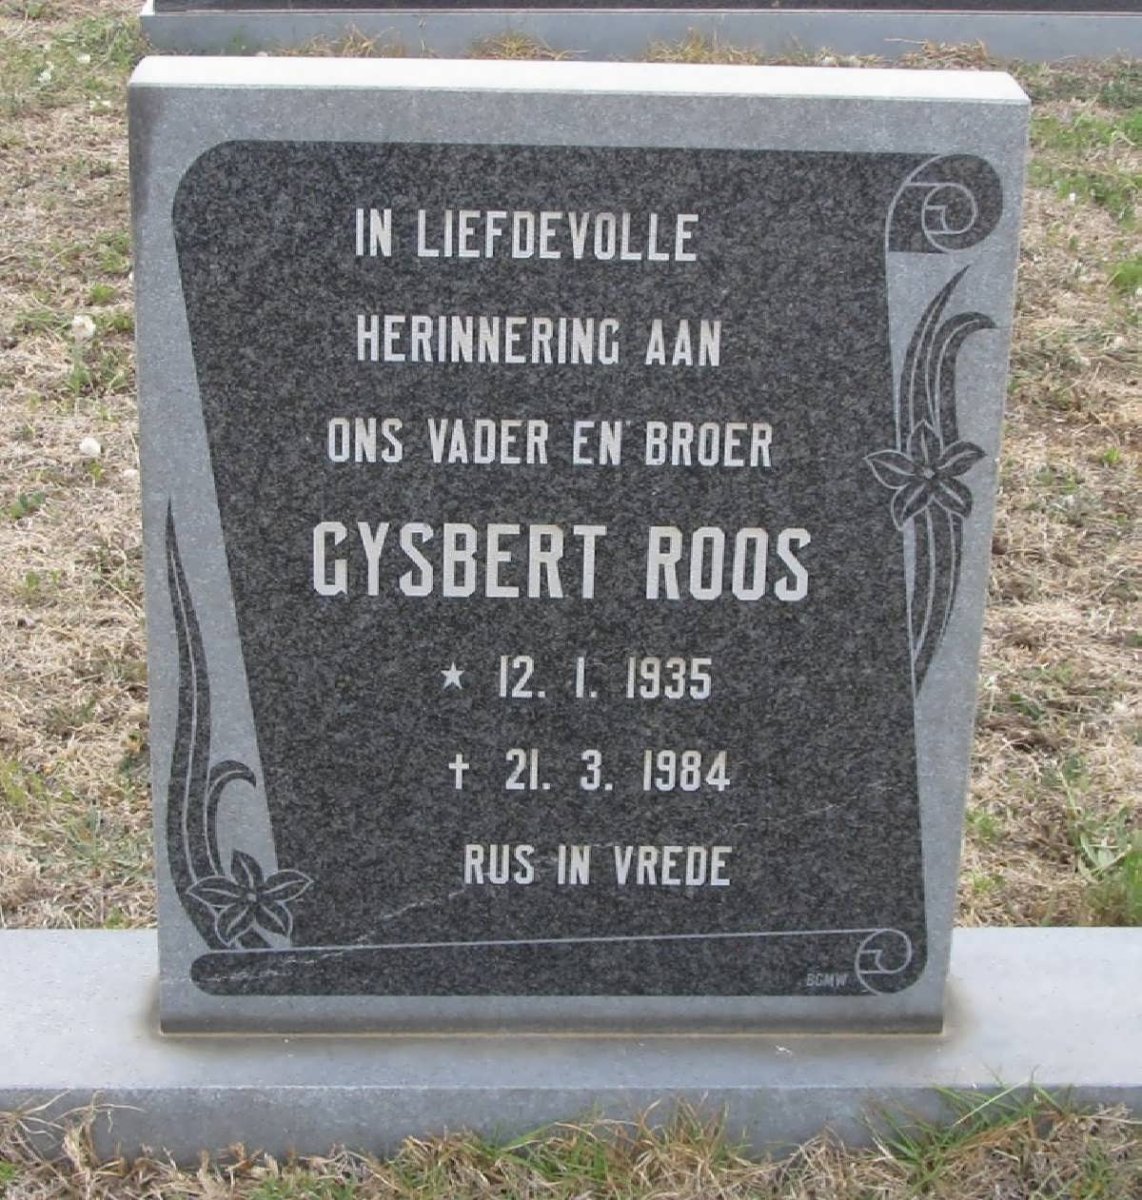 IN LIEFDEVOLLE
HERINNERING AAN
ONS VADER EN BROER
GYSBERT ROOS
★ 12. 1. 1935
✝ 21. 3. 1984
RUS IN VREDE
BGMW